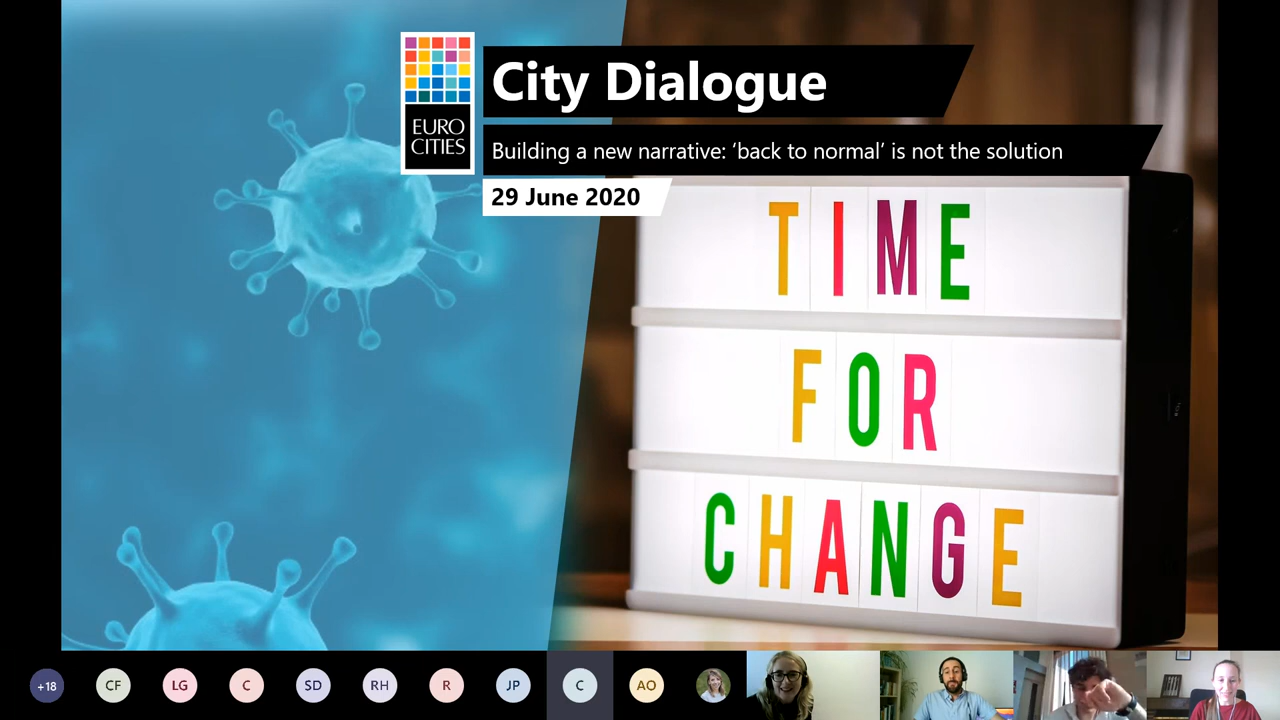 EURO
CITIES
City Dialogue
Building a new narrative: ‘back to normal’ is not the solution
29 June 2020
TIME
FOR
CHANGE
+18
CF
LG
C
SD
RH
R
JP
C
AO